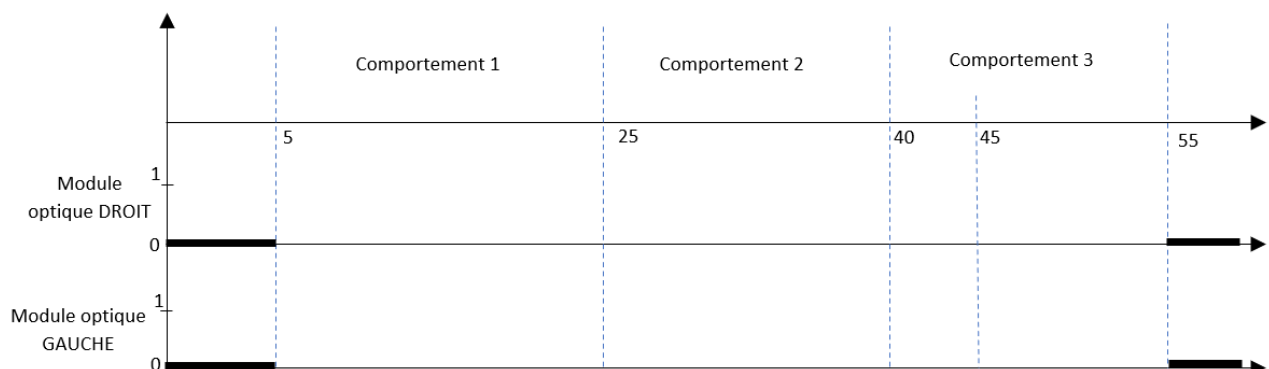 Comportement 1
Comportement 2
Comportement 3
5
25
40
45
55
1
Module
optique DROIT
0
1
Module optique
GAUCHE
0